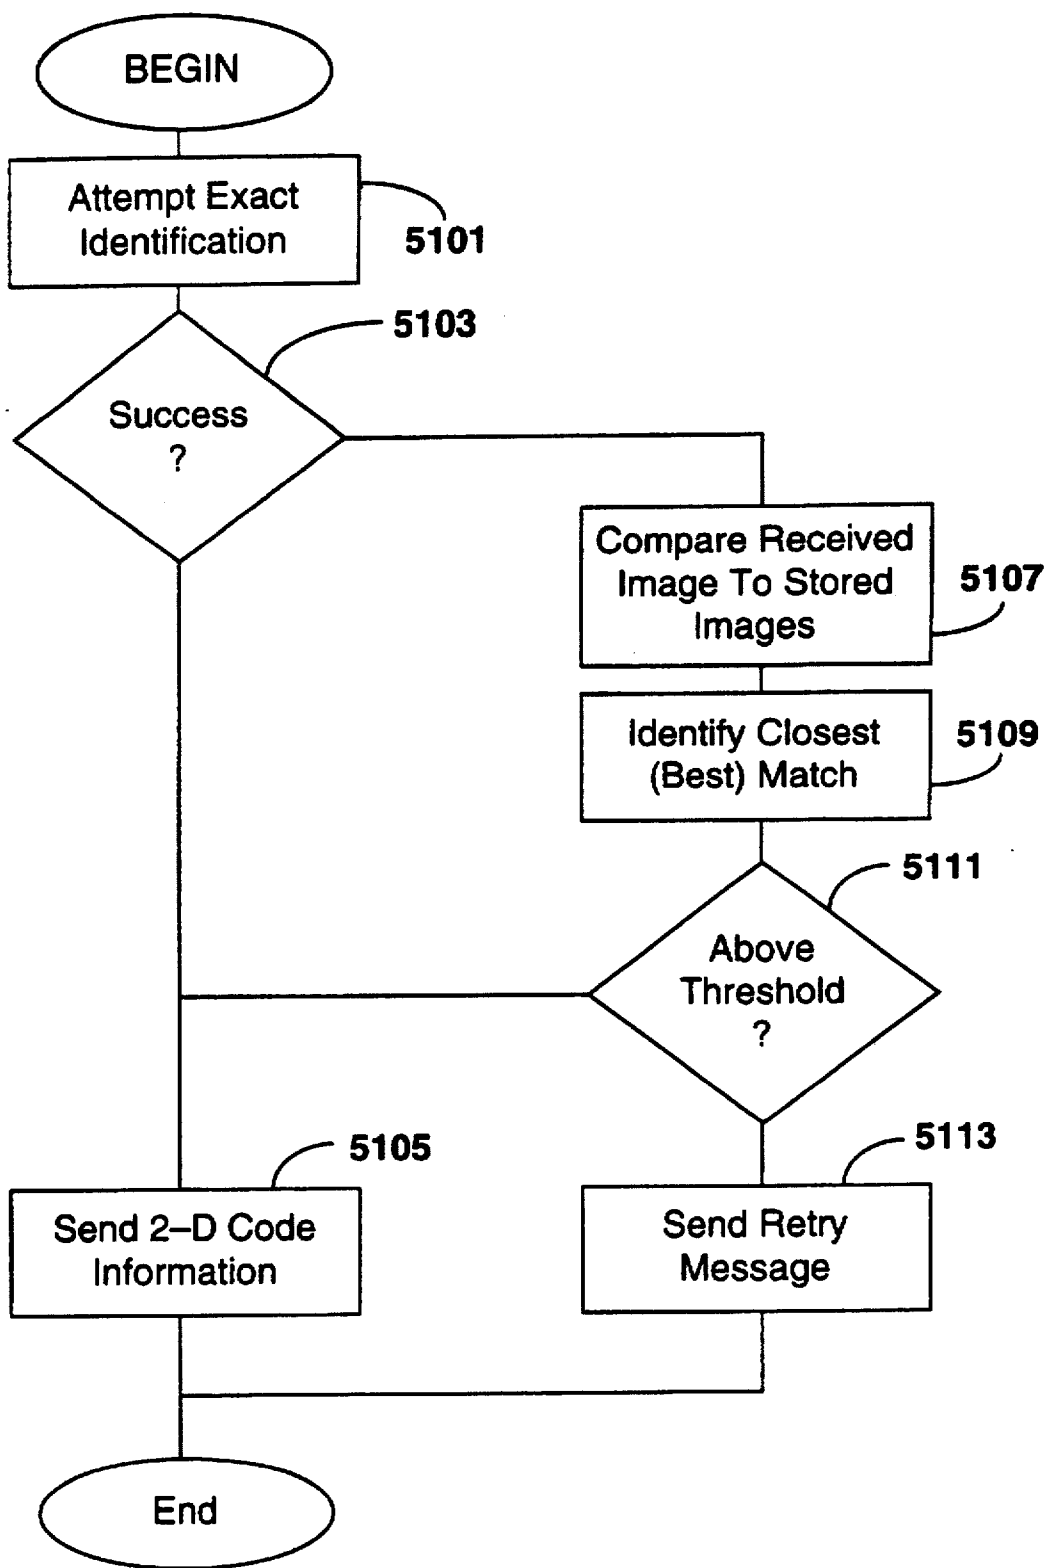 BEGIN
Attempt Exact
Identification
5101
5103
Success
?
Compare Received
Image To Stored
Images
5107
Identify Closest
(Best) Match
5109
5111
Above
Threshold
?
5105
Send 2–D Code
Information
5113
Send Retry
Message
End